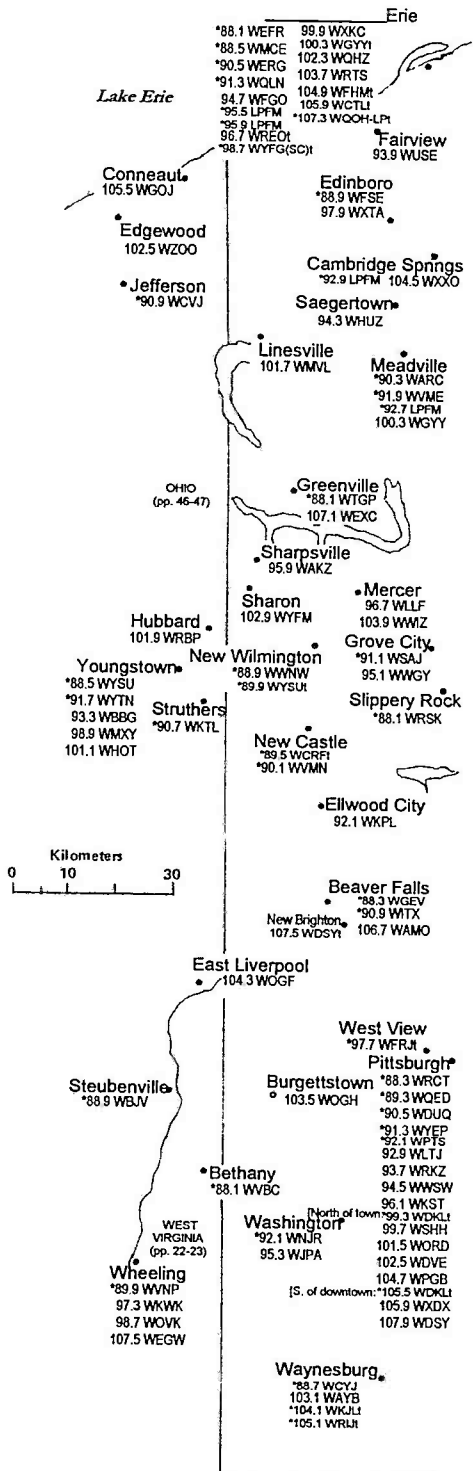 Erie
*88.1 WEFR
*88.5 WMCE
*90.5 WERG
*91.3 WQLN
94.7 WFGO
*95.5 LPFM
*95.9 LPFM
96.7 WREOt
*98.7 WYFG(SC)t
99.9 WXKC
100.3 WGYYt
102.3 WQHZ
103.7 WRTS
104.9 WFHMt
105.9 WCTLt
*107.3 WQOH-LPt
Lake Erie
Fairview
93.9 WUSE
Conneaut
105.5 WGOJ
Edinboro
*88.9 WFSE
97.9 WXTA
Edgewood
102.5 WZOO
Cambridge Springs
*92.9 LPFM 104.5 WXXO
Jefferson
*90.9 WCVJ
Saegertown
94.3 WHUZ
Linesville
101.7 WMVL
Meadville
*90.3 WARC
*91.9 WVME
*92.7 LPFM
100.3 WGYY
OHIO
(pp. 46-47)
Greenville
*88.1 WTGP
107.1 WEXC
Sharpsville
95.9 WAKZ
Sharon
102.9 WYFM
Mercer
96.7 WLLF
103.9 WWIZ
Hubbard
101.9 WRBP
New Wilmington
*88.9 WWNW
*89.9 WYSUt
Grove City
*91.1 WSAJ
95.1 WWGY
Youngstown
*88.5 WYSU
*91.7 WYTN
93.3 WBBG
98.9 WMXY
101.1 WHOT
Struthers
*90.7 WKTL
Slippery Rock
*88.1 WRSK
New Castle
*89.5 WCRFt
*90.1 WVMN
Ellwood City
92.1 WKPL
Kilometers
0 10 30
Beaver Falls
*88.3 WGEV
*90.9 WITX
106.7 WAMO
New Brighton
107.5 WDSYt
East Liverpool
104.3 WOGF
West View
*97.7 WFRJt
Pittsburgh
*88.3 WRCT
*89.3 WQED
*90.5 WDUQ
*91.3 WYEP
*92.1 WPTS
92.9 WLTJ
93.7 WRKZ
94.5 WWSW
96.1 WKST
[North of town:*99.3 WDKLt
99.7 WSHH
101.5 WORD
102.5 WDVE
104.7 WPGB
[S. of downtown:*105.5 WDKLt
105.9 WXDX
107.9 WDSY
Steubenville
*88.9 WBJV
Burgettstown
103.5 WOGH
Bethany
*88.1 WVBC
WEST
VIRGINIA
(pp. 22-23)
Washington
*92.1 WNJR
95.3 WJPA
Wheeling
*89.9 WVNP
97.3 WKWK
98.7 WOVK
107.5 WEGW
Waynesburg
*88.7 WCYJ
103.1 WAYB
*104.1 WKJLt
*105.1 WRIJt